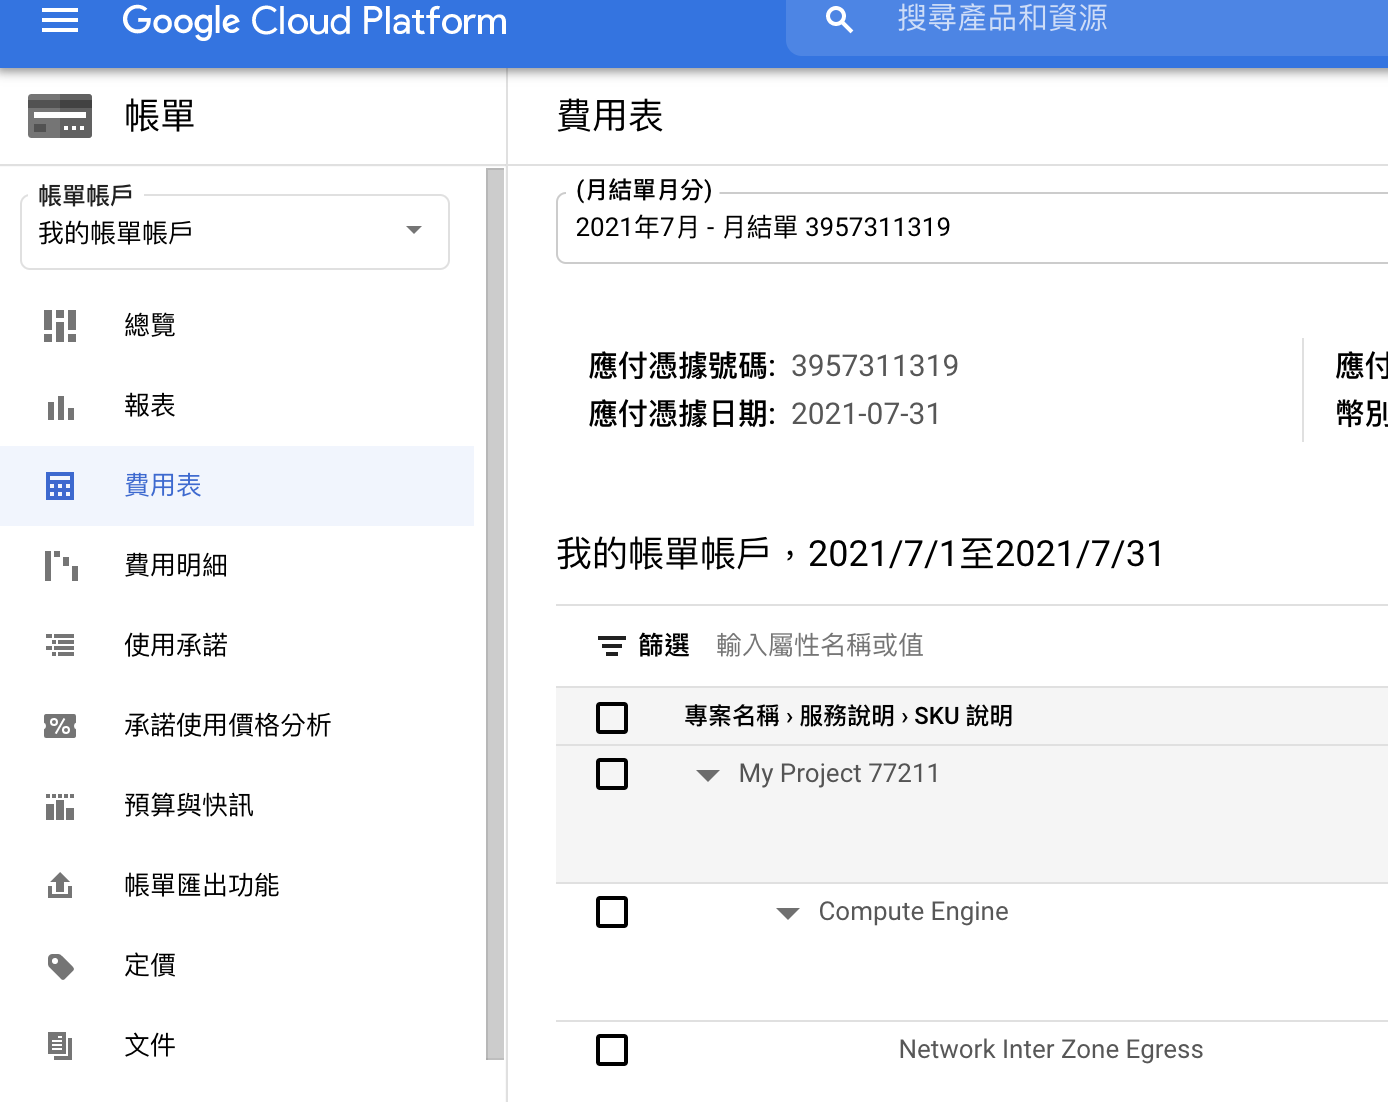 Google Cloud Platform
搜尋產品和資源
帳單
費用表
帳單帳戶
我的帳單帳戶
總覽
報表
費用表
費用明細
使用承諾
承諾使用價格分析
預算與快訊
帳單匯出功能
定價
文件
(月結單月分)
2021年7月 - 月結單 3957311319
應付憑據號碼: 3957311319
應付憑據日期: 2021-07-31
應付
幣別
我的帳單帳戶，2021/7/1至2021/7/31
篩選 輸入屬性名稱或值
專案名稱 › 服務說明 › SKU 說明
My Project 77211
Compute Engine
Network Inter Zone Egress